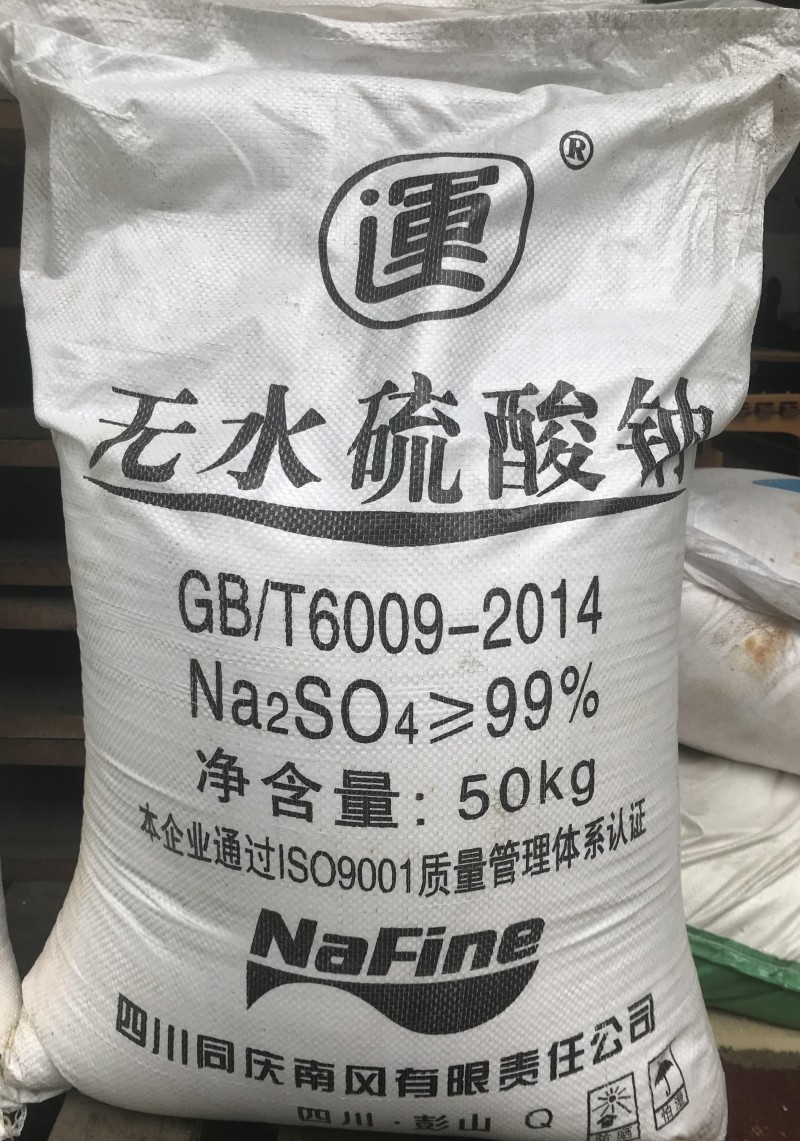 運
®
无水硫酸钠
GB/T6009-2014
Na₂SO₄≥99%
净含量：50kg
本企业通过ISO9001质量管理体系认证
NaFine
四川同庆南风有限责任公司
四川·彭山 Q
怕湿